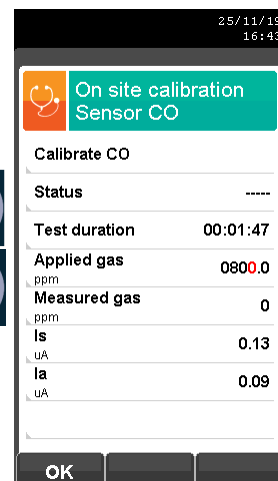 25/11/19
16:43
On site calibration
Sensor CO
Calibrate CO
Status -----
Test duration 00:01:47
Applied gas 0800.0
ppm
Measured gas 0
ppm
Is 0.13
uA
Ia 0.09
uA
OK